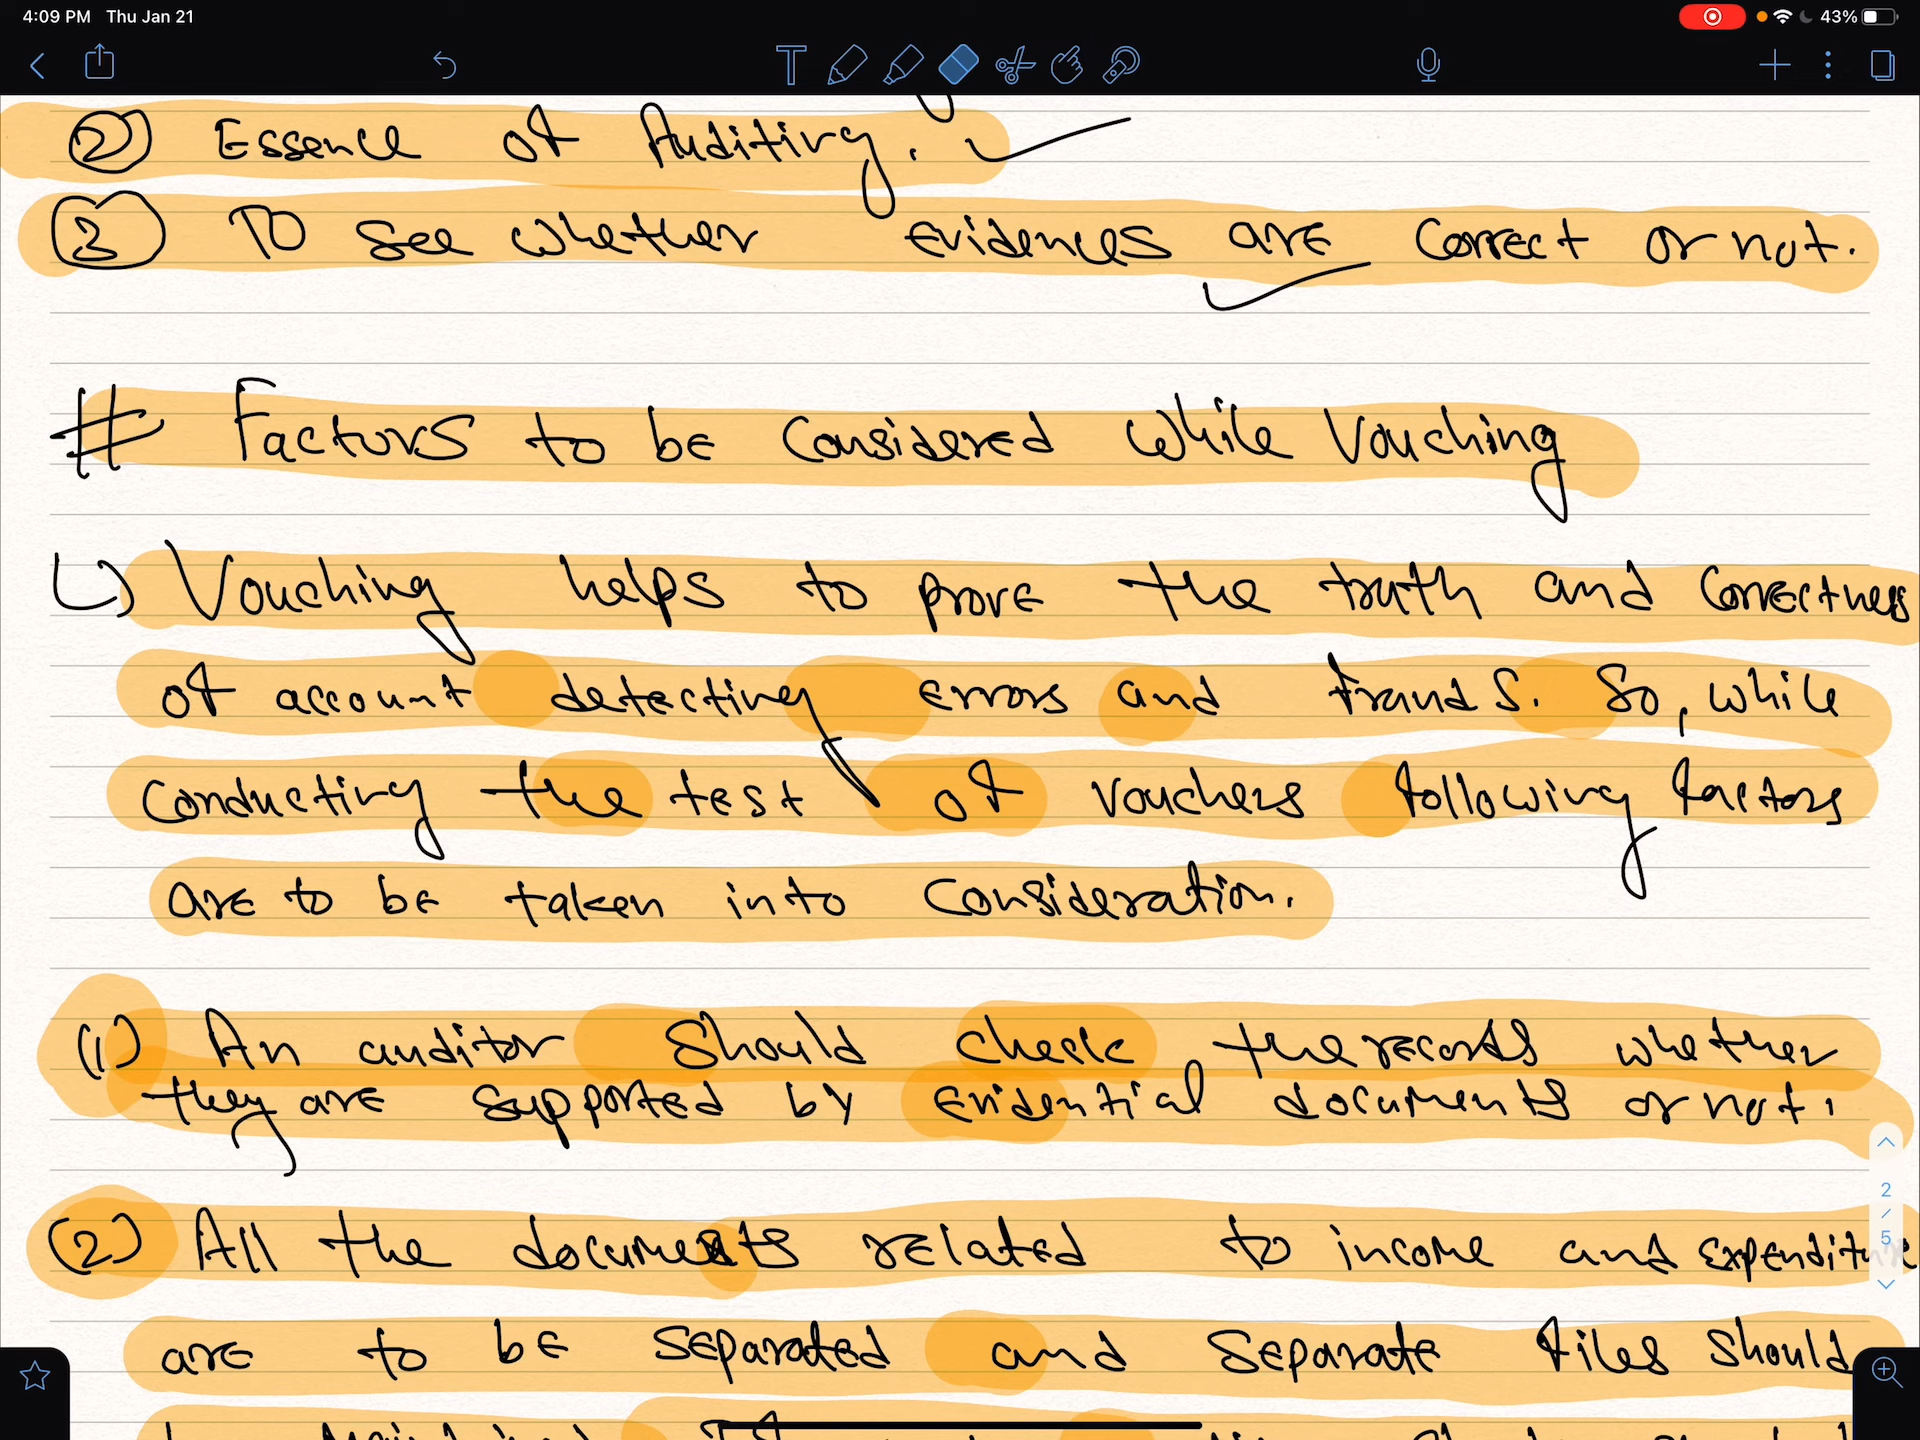 4:09 PM Thu Jan 21
43%
② Essence of Auditing.
③ To see whether evidences are correct or not.
# Factors to be Considered while Vouching
↳ Vouching helps to prove the truth and correctness
of account detecting errors and frauds. So, while
conducting the test of vouchers following factors
are to be taken into consideration.
(1) An auditor should check the records whether
they are supported by evidential documents or not.
(2) All the documents related to income and expenditure
are to be separated and separate files should
2/5